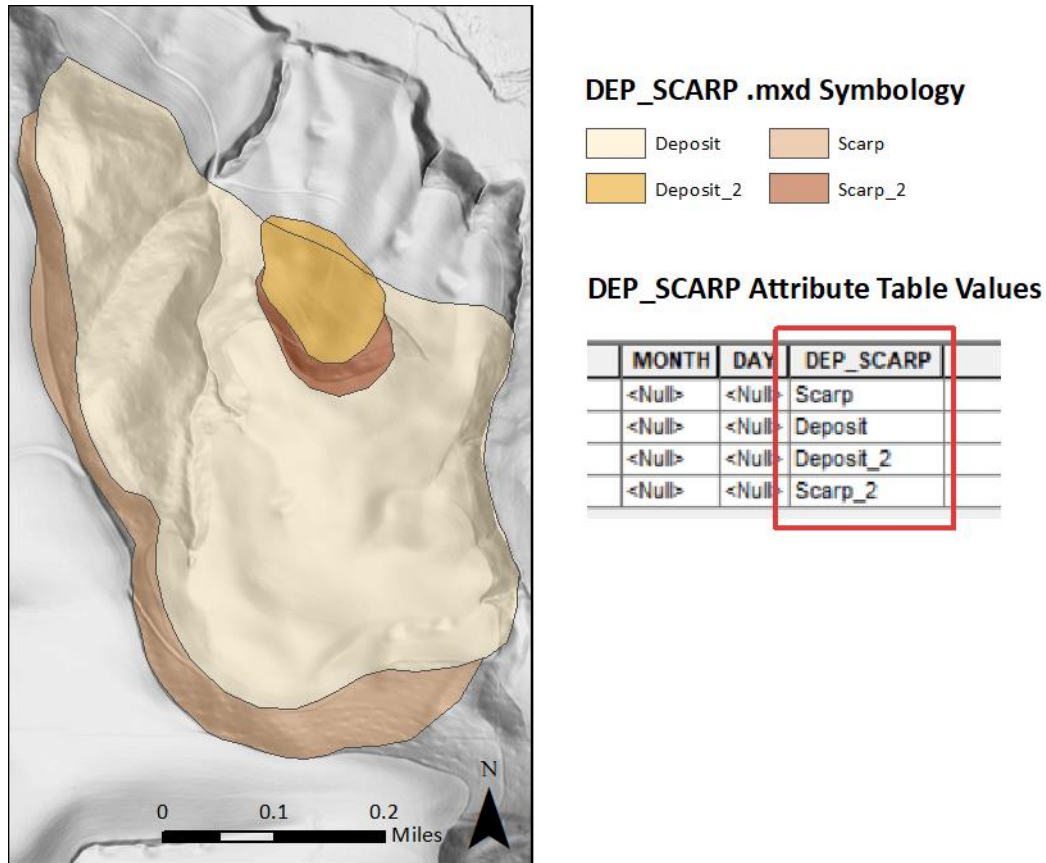 DEP_SCARP .mxd Symbology
Deposit Scarp
Deposit_2 Scarp_2
DEP_SCARP Attribute Table Values
MONTH DAY DEP_SCARP
<Null> <Null> Scarp
<Null> <Null> Deposit
<Null> <Null> Deposit_2
<Null> <Null> Scarp_2
N
0 0.1 0.2
Miles